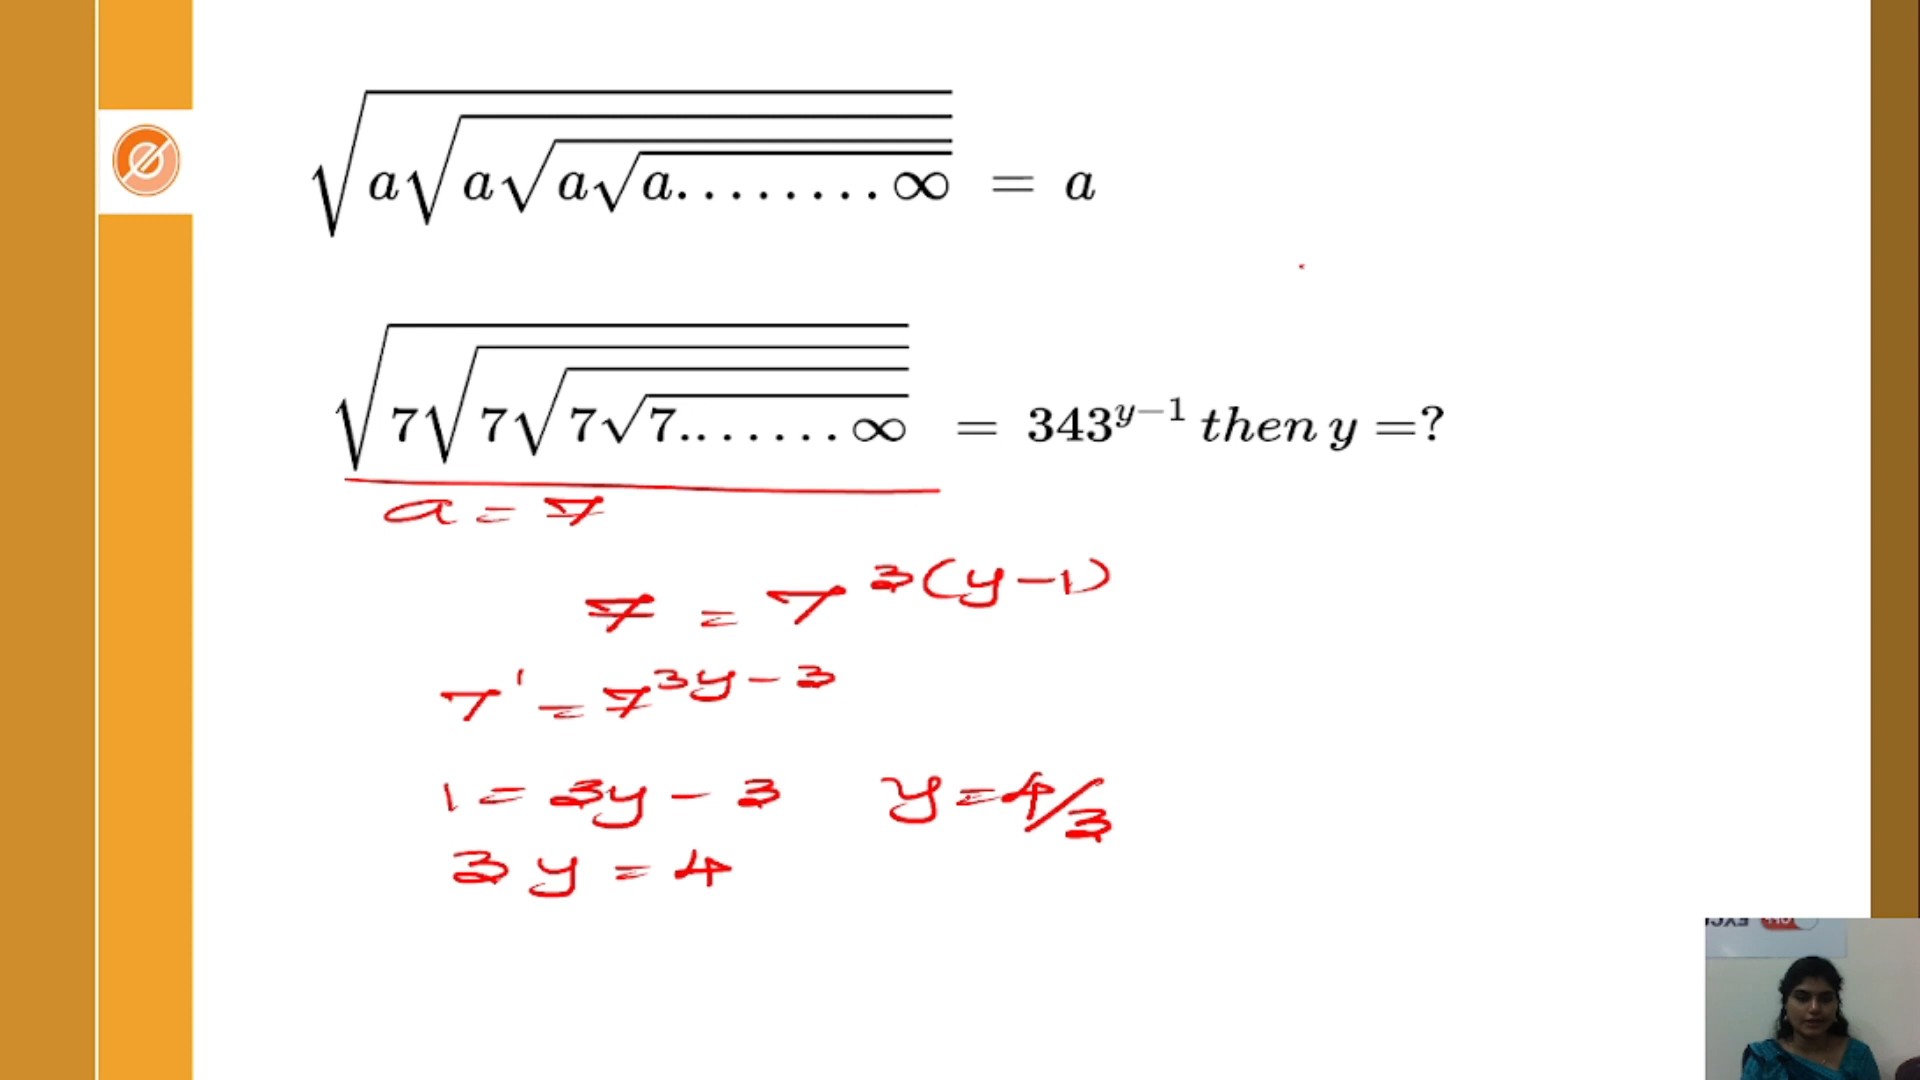 √a√a√a√a........∞ = a
√7√7√7√7........∞ = 343^{y−1} then y =?
a = 7
7 = 7^{3(y-1)}
7^{1} = 7^{3y-3}
1 = 3y - 3 y = 4/3
3y = 4